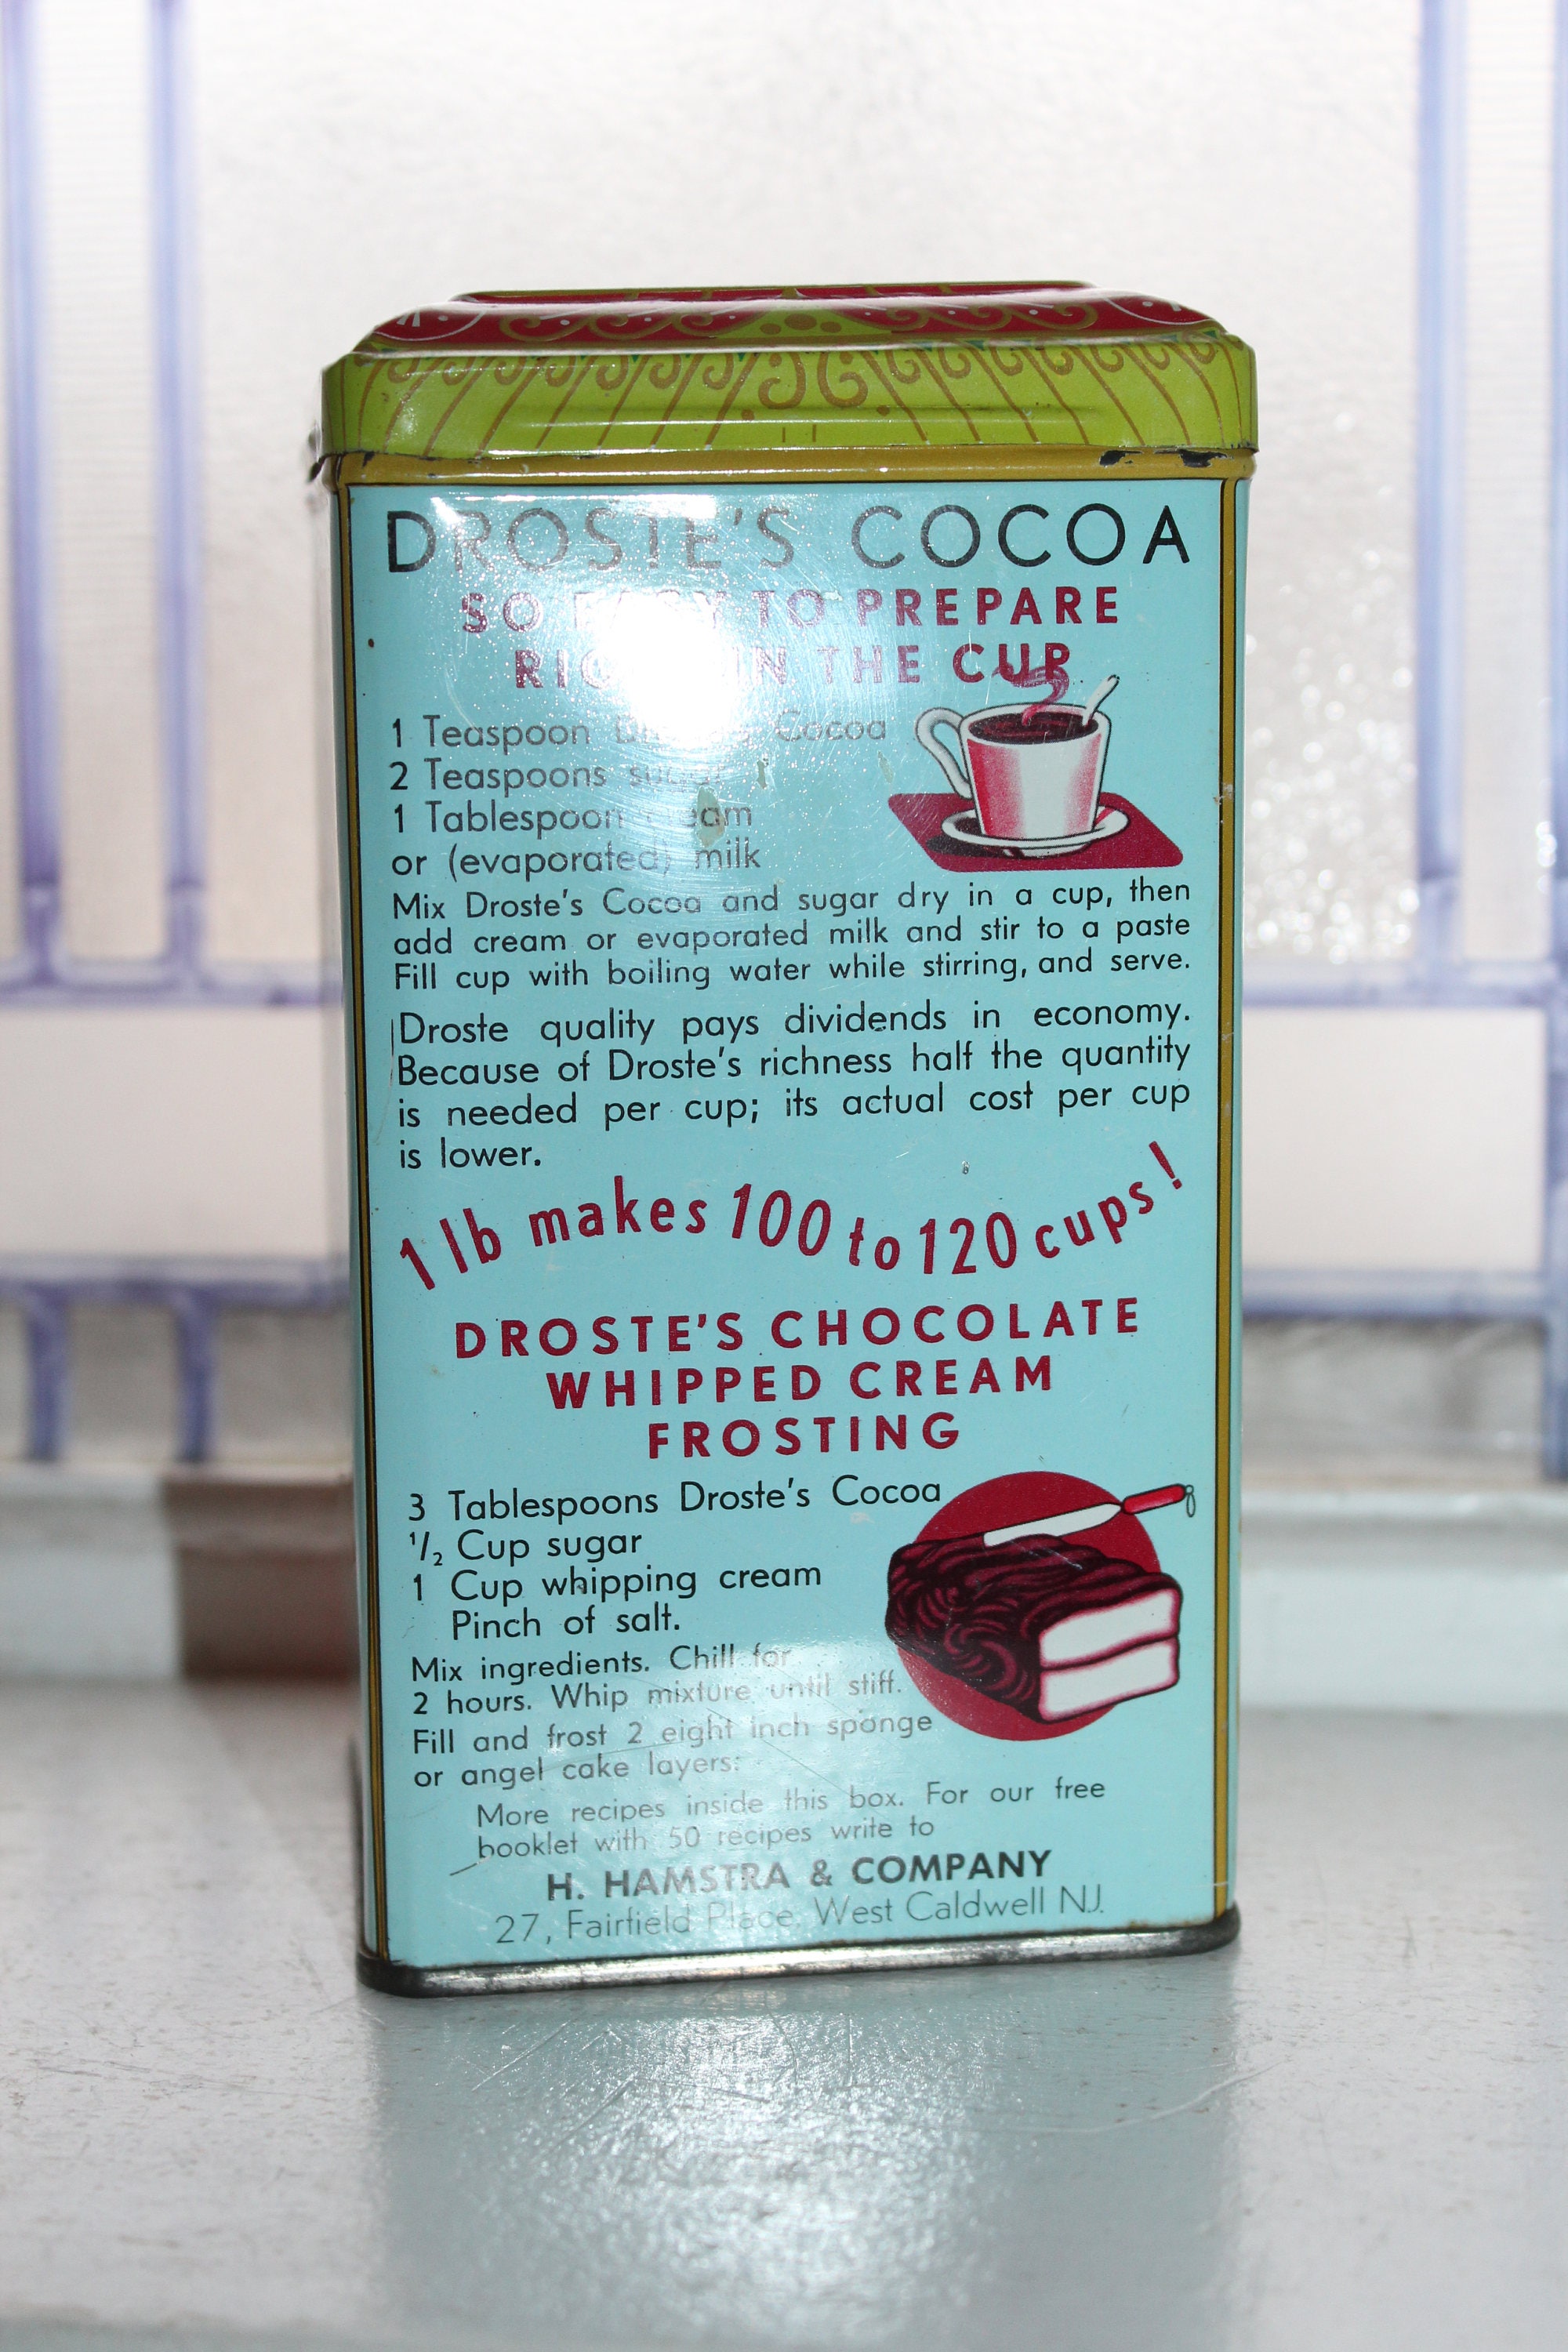 DROSTE'S COCOA
SO EASY TO PREPARE
RIGHT IN THE CUP
1 Teaspoon Droste's Cocoa
2 Teaspoons sugar
1 Tablespoon cream
or (evaporated) milk
Mix Droste's Cocoa and sugar dry in a cup, then
add cream or evaporated milk and stir to a paste
Fill cup with boiling water while stirring, and serve.
Droste quality pays dividends in economy.
Because of Droste's richness half the quantity
is needed per cup; its actual cost per cup
is lower.
1 lb makes 100 to 120 cups!
DROSTE'S CHOCOLATE
WHIPPED CREAM
FROSTING
3 Tablespoons Droste's Cocoa
1/2 Cup sugar
1 Cup whipping cream
Pinch of salt.
Mix ingredients. Chill for
2 hours. Whip mixture until stiff.
Fill and frost 2 eight inch sponge
or angel cake layers.
More recipes inside this box. For our free
booklet with 50 recipes write to
H. HAMSTRA & COMPANY
27, Fairfield Place. West Caldwell N.J.